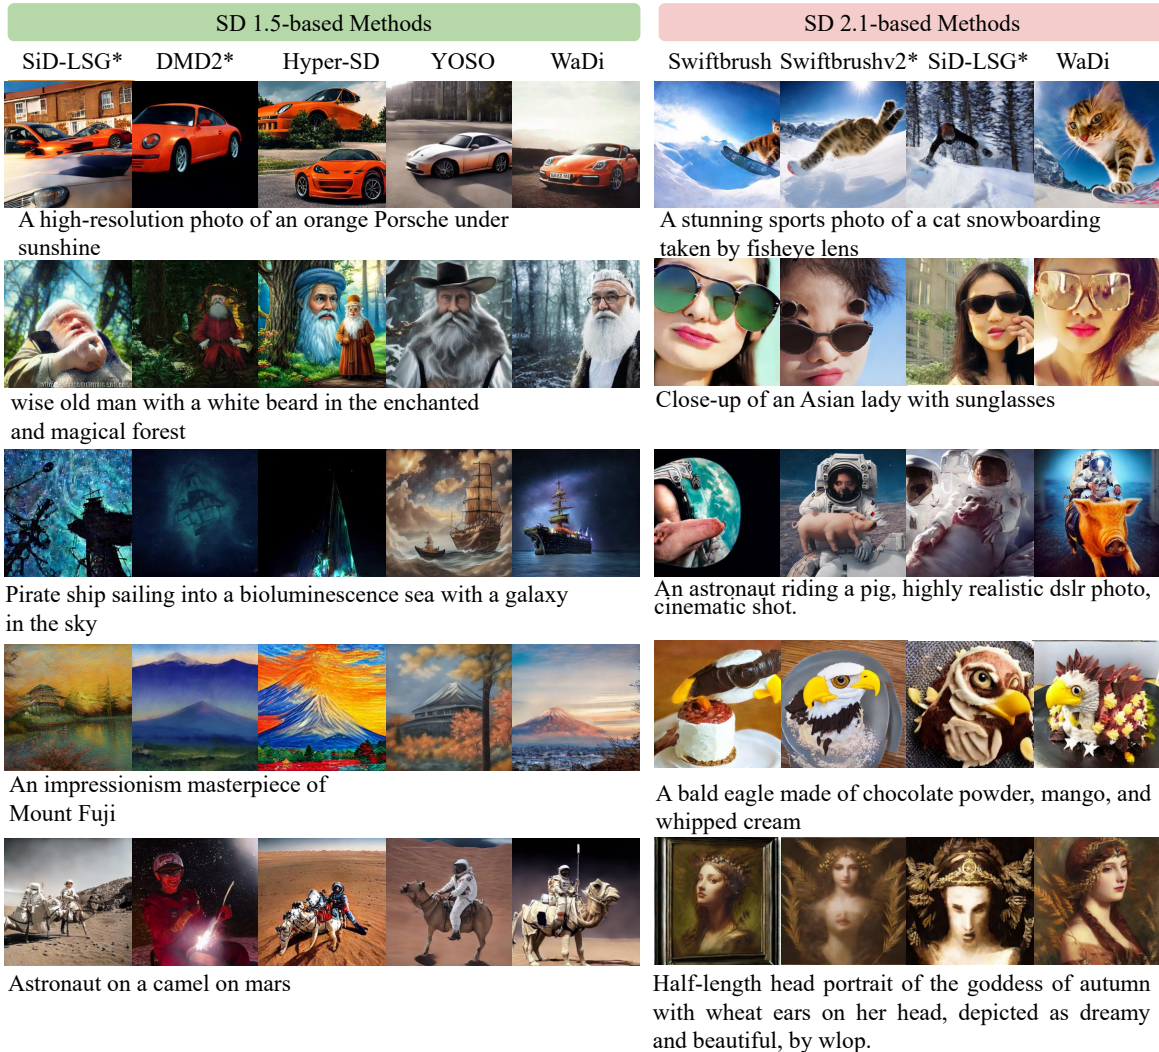 SD 1.5-based Methods
SiD-LSG* DMD2* Hyper-SD YOSO WaDi
A high-resolution photo of an orange Porsche under
sunshine
wise old man with a white beard in the enchanted
and magical forest
Pirate ship sailing into a bioluminescence sea with a galaxy
in the sky
An impressionism masterpiece of
Mount Fuji
Astronaut on a camel on mars
SD 2.1-based Methods
Swiftbrush Swiftbrushv2* SiD-LSG* WaDi
A stunning sports photo of a cat snowboarding
taken by fisheye lens
Close-up of an Asian lady with sunglasses
An astronaut riding a pig, highly realistic dslr photo,
cinematic shot.
A bald eagle made of chocolate powder, mango, and
whipped cream
Half-length head portrait of the goddess of autumn
with wheat ears on her head, depicted as dreamy
and beautiful, by wlop.